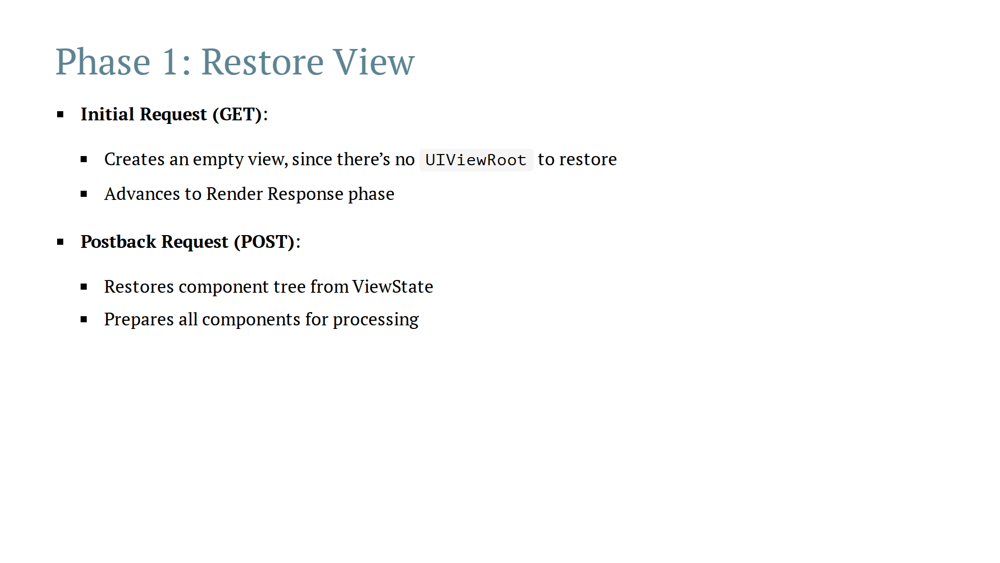 Phase 1: Restore View
Initial Request (GET):
Creates an empty view, since there’s no UIViewRoot to restore
Advances to Render Response phase
Postback Request (POST):
Restores component tree from ViewState
Prepares all components for processing